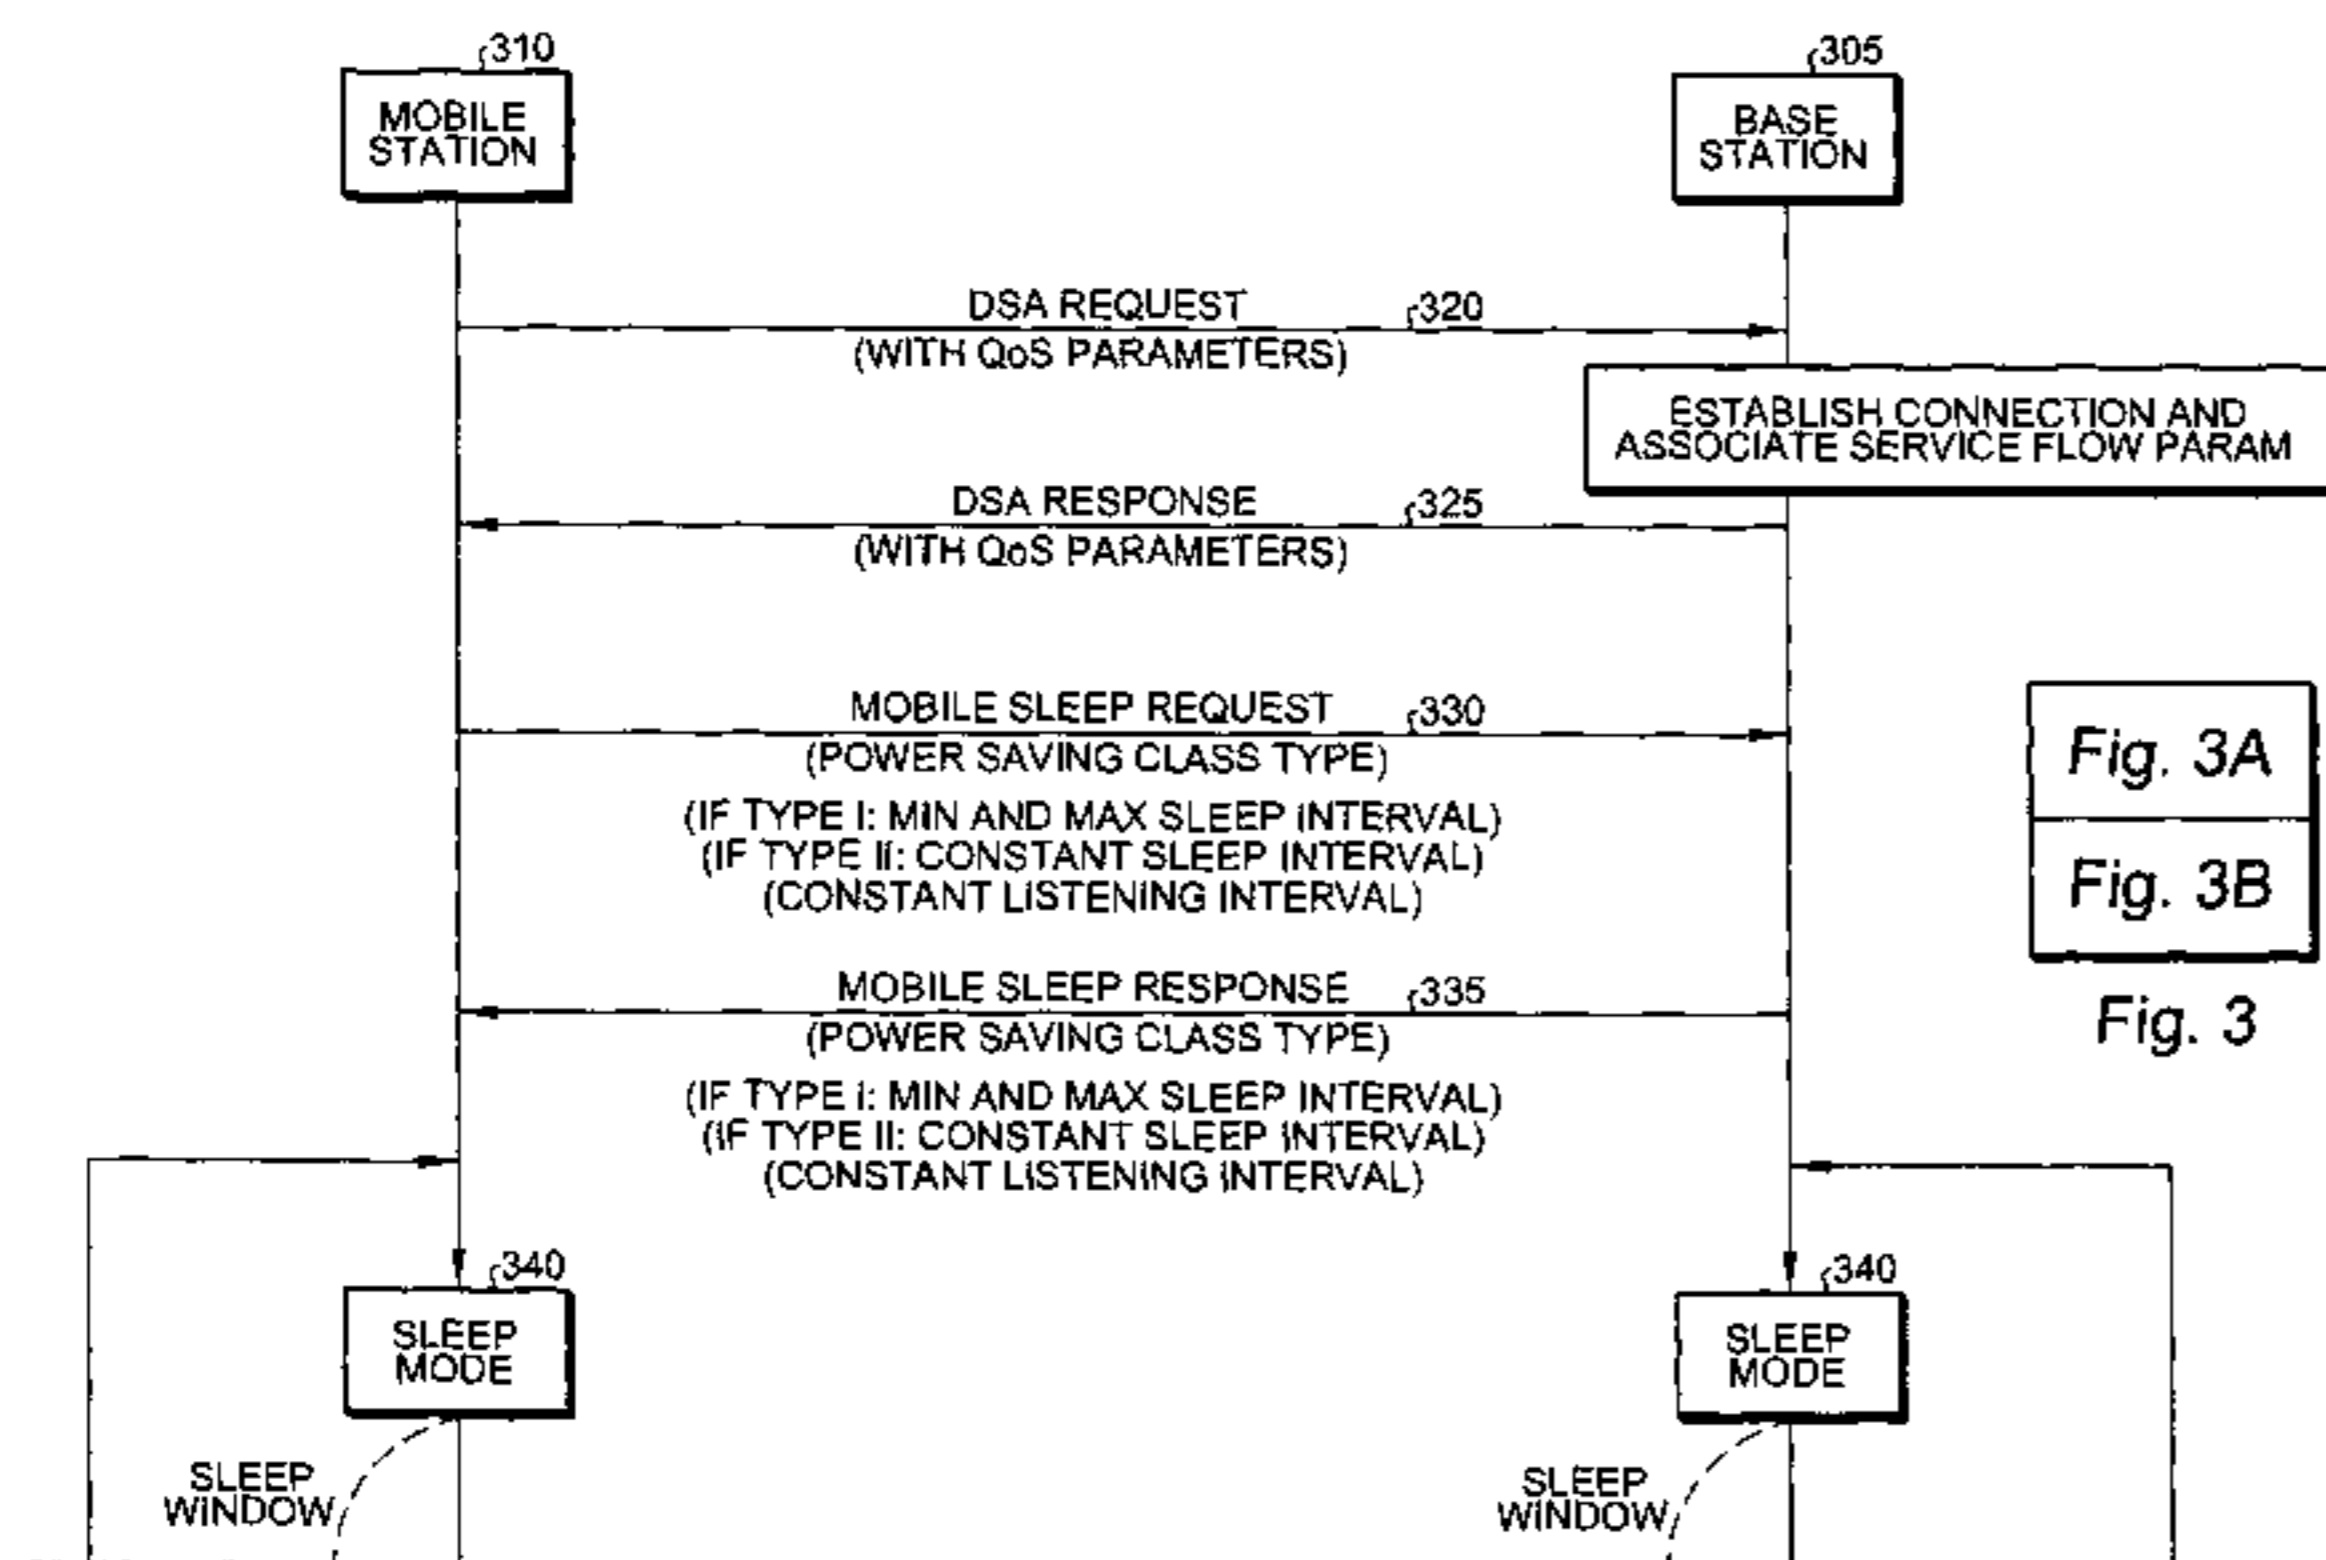 310
MOBILE
STATION
305
BASE
STATION
DSA REQUEST
320
(WITH QoS PARAMETERS)
ESTABLISH CONNECTION AND
ASSOCIATE SERVICE FLOW PARAM
DSA RESPONSE
325
(WITH QoS PARAMETERS)
MOBILE SLEEP REQUEST
330
(POWER SAVING CLASS TYPE)
(IF TYPE I: MIN AND MAX SLEEP INTERVAL)
(IF TYPE II: CONSTANT SLEEP INTERVAL)
(CONSTANT LISTENING INTERVAL)
Fig. 3A
Fig. 3B
Fig. 3
MOBILE SLEEP RESPONSE
335
(POWER SAVING CLASS TYPE)
(IF TYPE I: MIN AND MAX SLEEP INTERVAL)
(IF TYPE II: CONSTANT SLEEP INTERVAL)
(CONSTANT LISTENING INTERVAL)
340
SLEEP
MODE
340
SLEEP
MODE
SLEEP
WINDOW
SLEEP
WINDOW